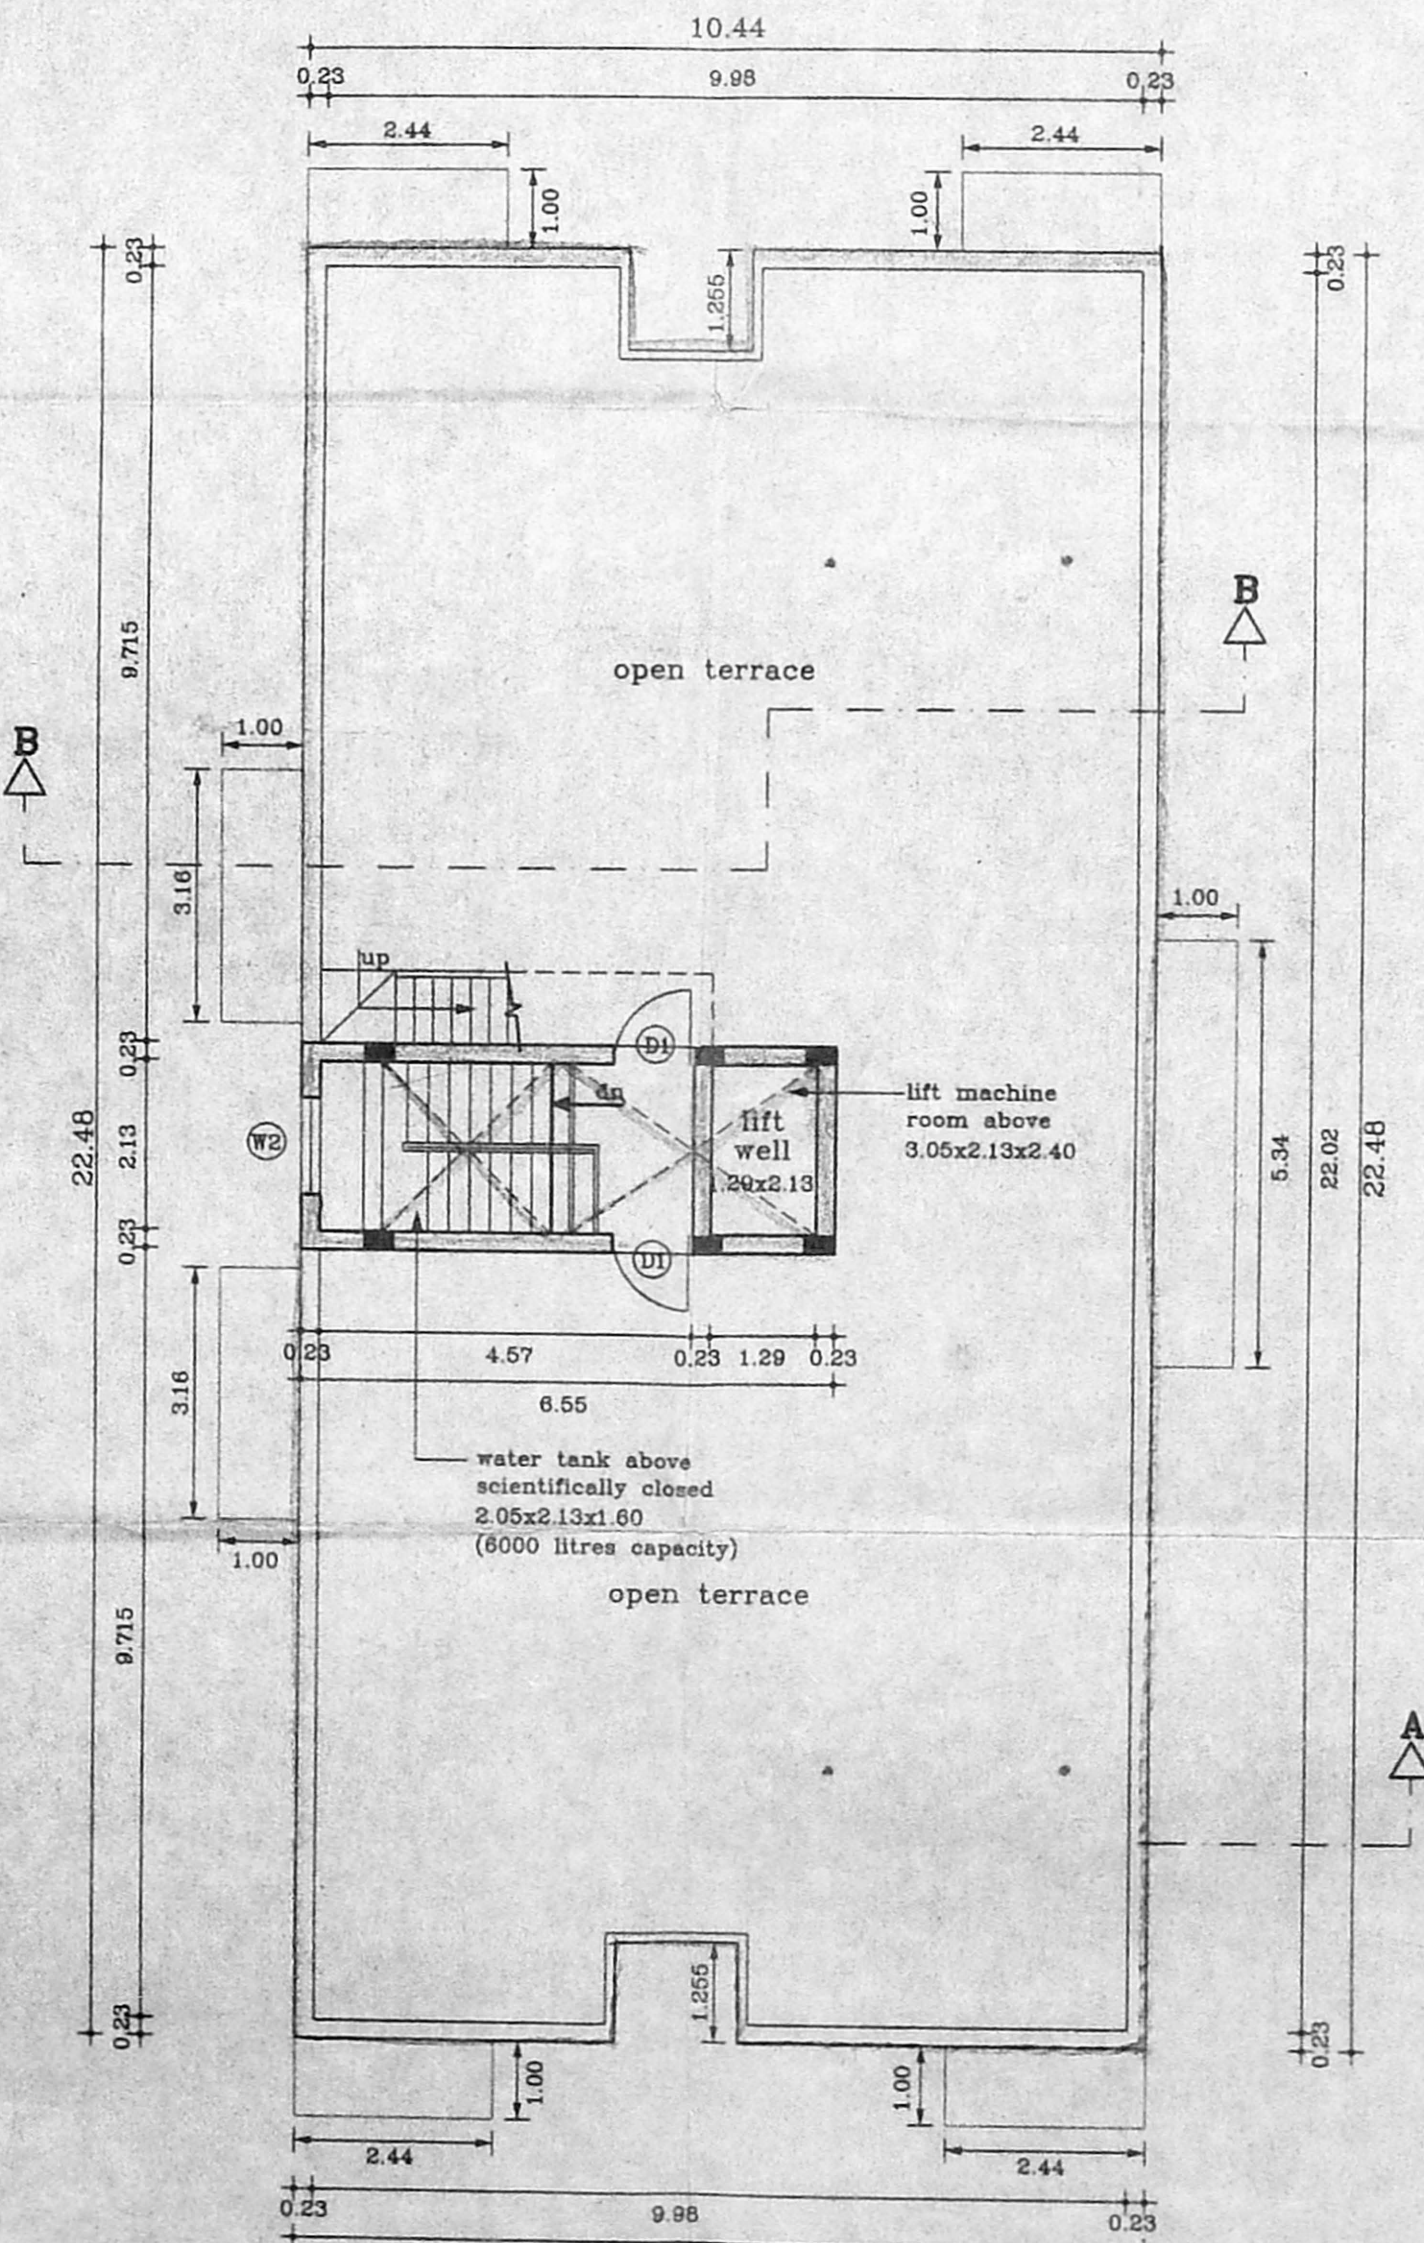 10.44
0.23 9.98 0.23
2.44 2.44
1.00 1.00
0.23 1.255 0.23
B
9.715
open terrace
B
1.00
3.16
1.00
up
0.23
D1
dn
lift machine
room above
3.05x2.13x2.40
lift
well
1.29x2.13
W2
22.48
2.13
5.34
22.02
22.48
0.23
D1
0.23 4.57 0.23 1.29 0.23
6.55
3.16
water tank above
scientifically closed
2.05x2.13x1.60
(6000 litres capacity)
1.00
open terrace
9.715
A
1.255
0.23 0.23
1.00 1.00
2.44 2.44
0.23 9.98 0.23